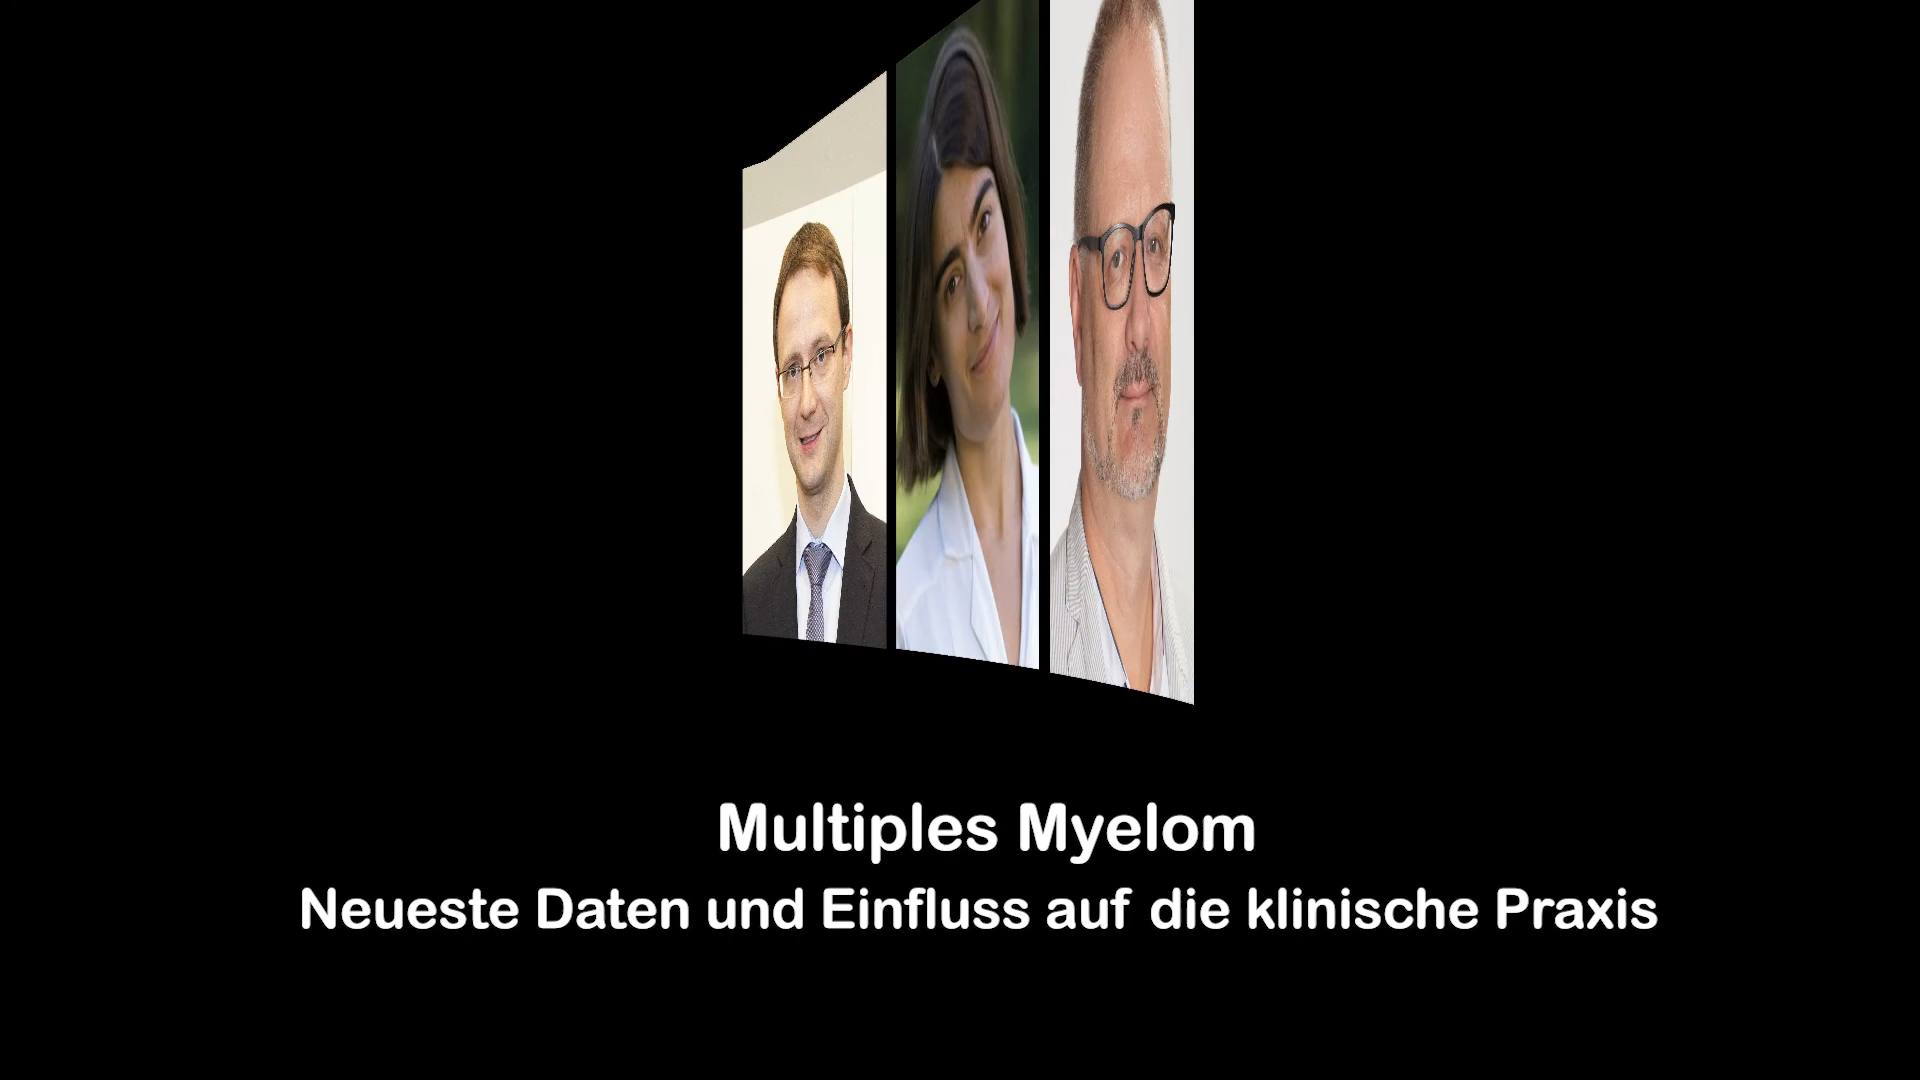 Multiples Myelom
Neueste Daten und Einfluss auf die klinische Praxis